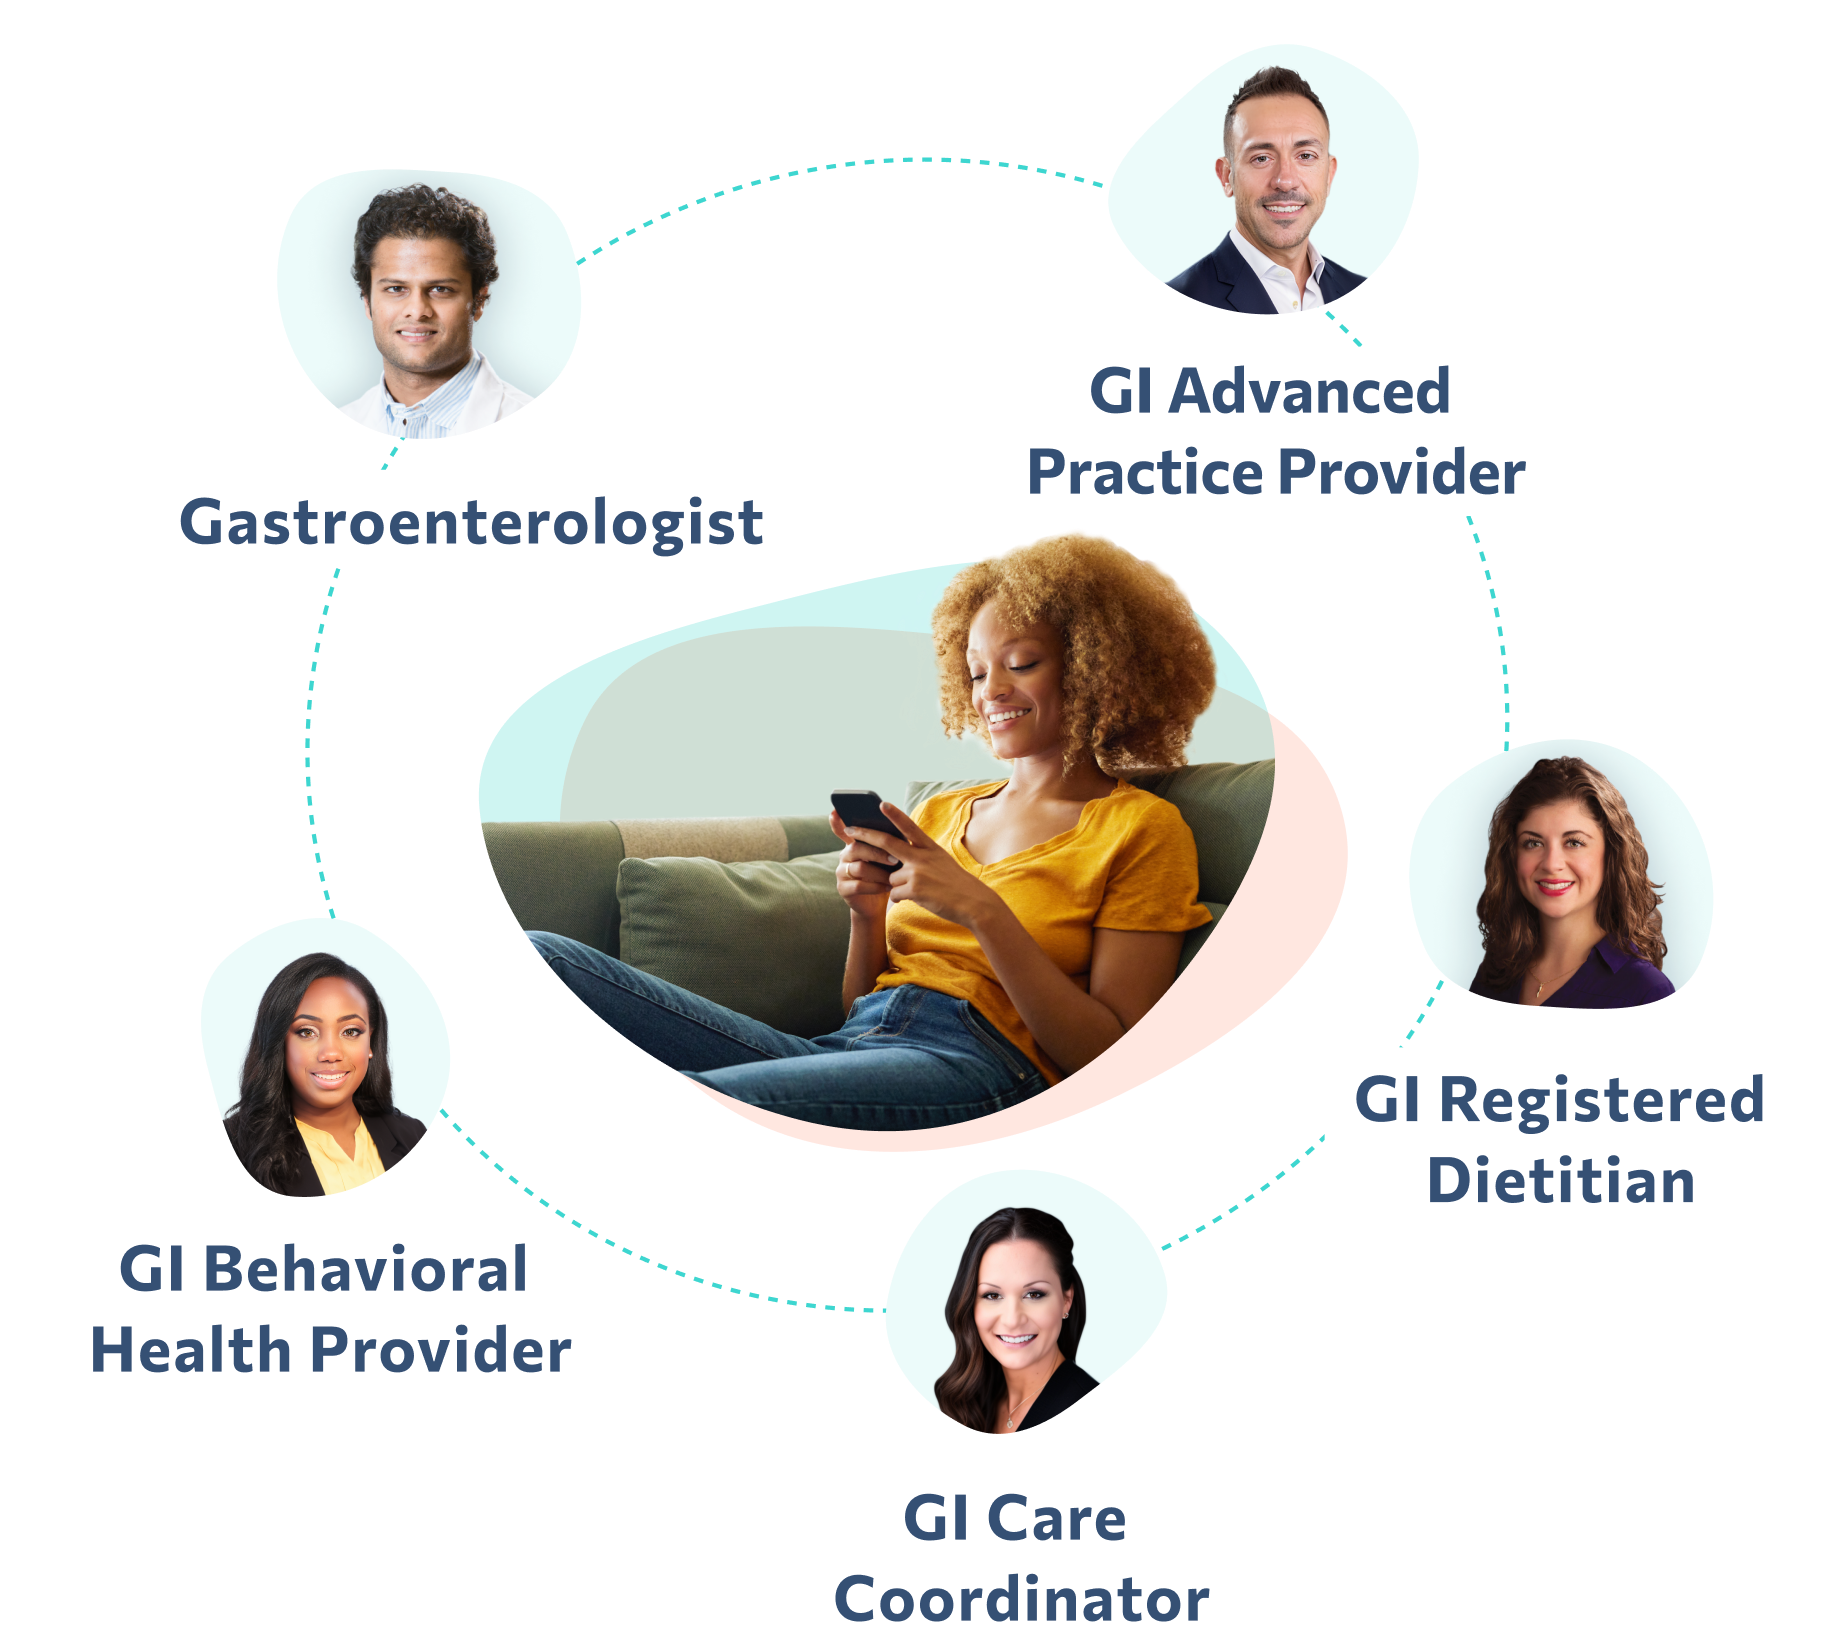 GI Advanced
Practice Provider
Gastroenterologist
GI Registered
Dietitian
GI Behavioral
Health Provider
GI Care
Coordinator